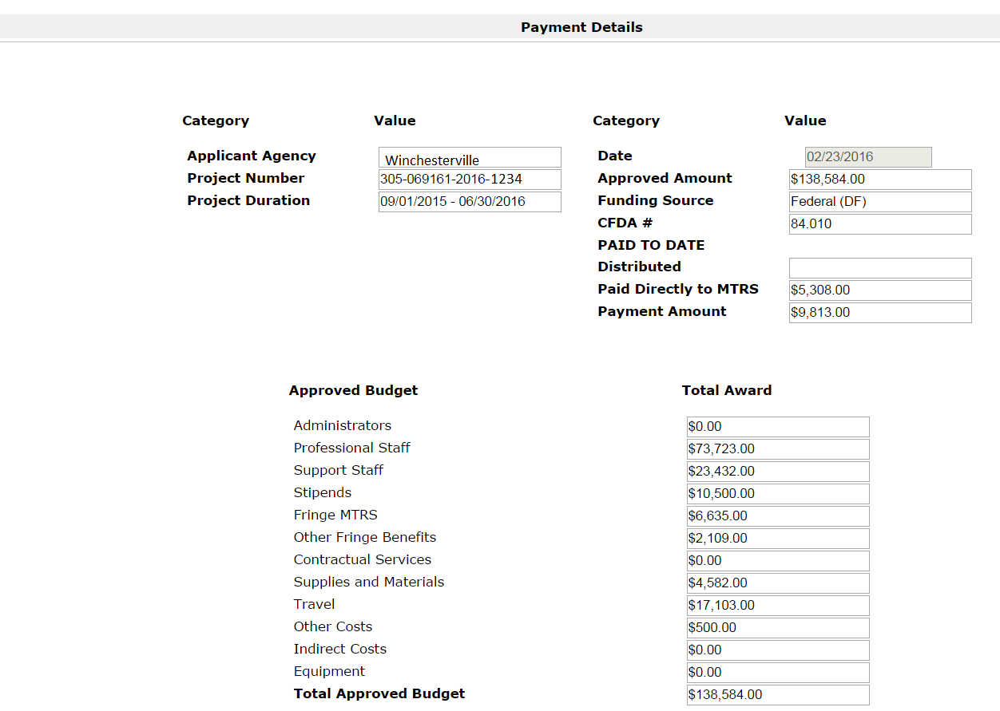 Payment Details
Category Value Category Value
Applicant Agency Winchesterville Date 02/23/2016
Project Number 305-069161-2016-1234 Approved Amount $138,584.00
Project Duration 09/01/2015 - 06/30/2016 Funding Source Federal (DF)
CFDA # 84.010
PAID TO DATE
Distributed
Paid Directly to MTRS $5,308.00
Payment Amount $9,813.00
Approved Budget Total Award
Administrators $0.00
Professional Staff $73,723.00
Support Staff $23,432.00
Stipends $10,500.00
Fringe MTRS $6,635.00
Other Fringe Benefits $2,109.00
Contractual Services $0.00
Supplies and Materials $4,582.00
Travel $17,103.00
Other Costs $500.00
Indirect Costs $0.00
Equipment $0.00
Total Approved Budget $138,584.00